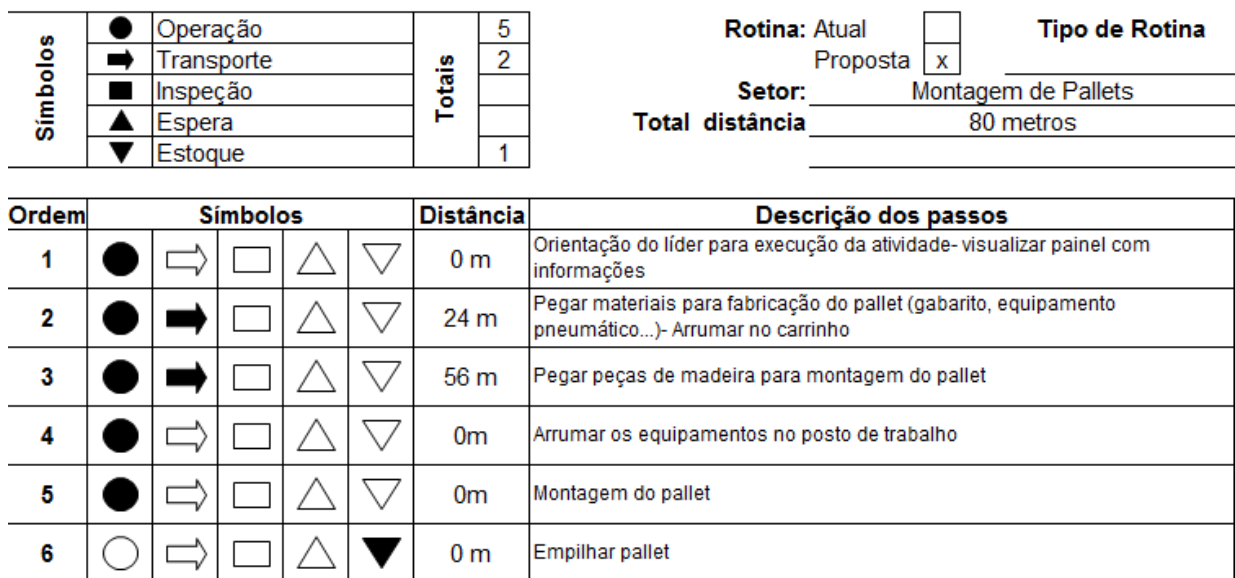 Símbolos
Operação
Transporte
Inspeção
Espera
Estoque
Totais
5
2
1
Rotina: Atual
Proposta x
Tipo de Rotina
Setor: Montagem de Pallets
Total distância 80 metros
Ordem Símbolos Distância Descrição dos passos
1 0 m Orientação do líder para execução da atividade- visualizar painel com
informações
2 24 m Pegar materiais para fabricação do pallet (gabarito, equipamento
pneumático...)- Arrumar no carrinho
3 56 m Pegar peças de madeira para montagem do pallet
4 0m Arrumar os equipamentos no posto de trabalho
5 0m Montagem do pallet
6 0 m Empilhar pallet